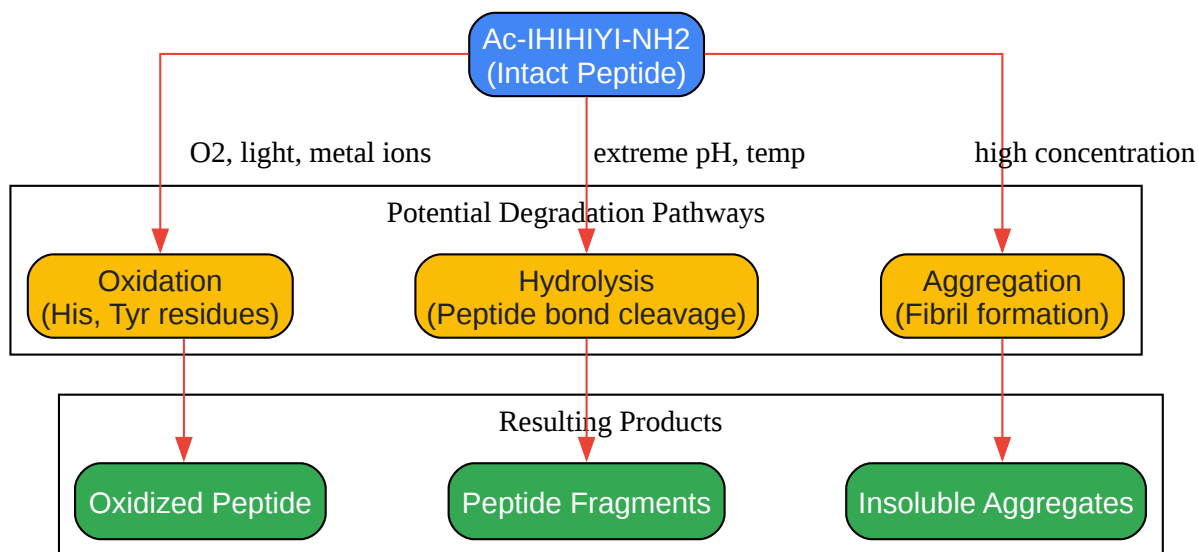 Ac-IHIHIYI-NH2
(Intact Peptide)
O2, light, metal ions
extreme pH, temp
high concentration
Potential Degradation Pathways
Oxidation
(His, Tyr residues)
Hydrolysis
(Peptide bond cleavage)
Aggregation
(Fibril formation)
Resulting Products
Oxidized Peptide
Peptide Fragments
Insoluble Aggregates